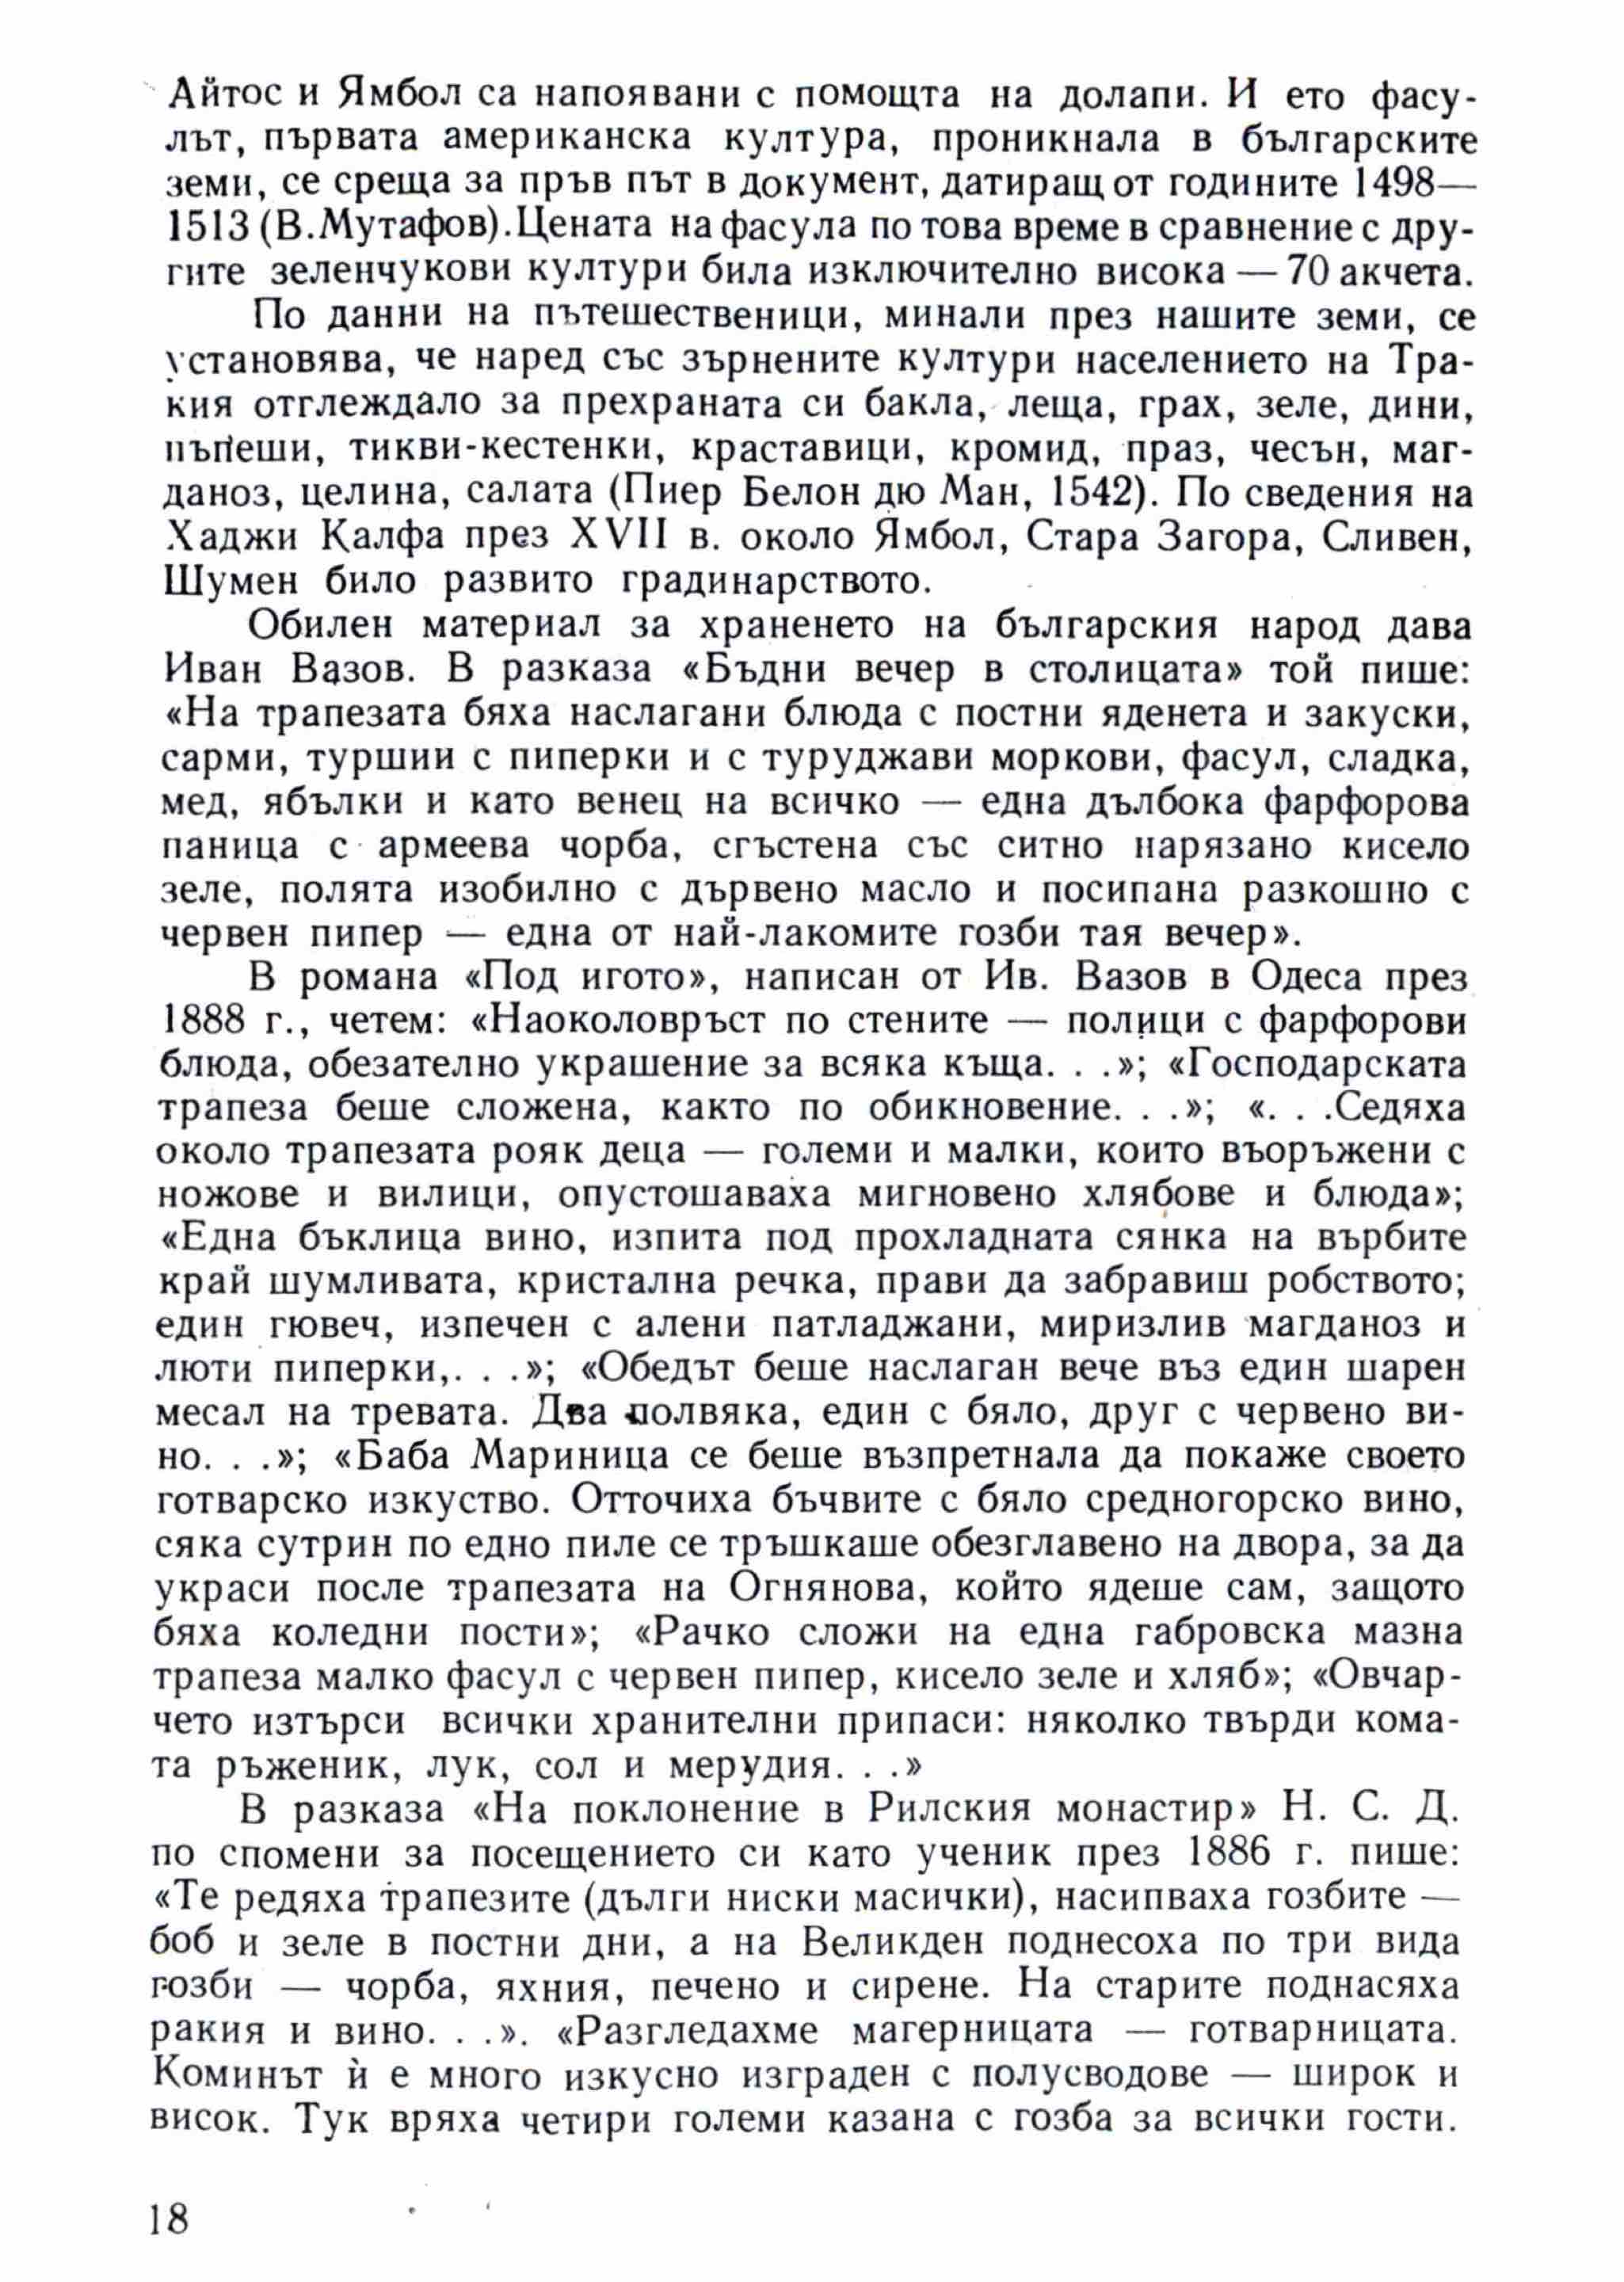 Айтос и Ямбол са напоявани с помощта на долапи. И ето фасу-
лът, първата американска култура, проникнала в българските
земи, се среща за пръв път в документ, датиращ от годините 1498—
1513 (В.Мутафов).Цената на фасула по това време в сравнение с дру-
гите зеленчукови култури била изключително висока — 70 акчета.
По данни на пътешественици, минали през нашите земи, се
установява, че наред със зърнените култури населението на Тра-
кия отглеждало за прехраната си бакла, леща, грах, зеле, дини,
пъпеши, тикви-кестенки, краставици, кромид, праз, чесън, маг-
даноз, целина, салата (Пиер Белон дю Ман, 1542). По сведения на
Хаджи Калфа през XVII в. около Ямбол, Стара Загора, Сливен,
Шумен било развито градинарството.
Обилен материал за храненето на българския народ дава
Иван Вазов. В разказа «Бъдни вечер в столицата» той пише:
«На трапезата бяха наслагани блюда с постни яденета и закуски,
сарми, туршии с пиперки и с туруджави моркови, фасул, сладка,
мед, ябълки и като венец на всичко — една дълбока фарфорова
паница с армеева чорба, сгъстена със ситно нарязано кисело
зеле, полята изобилно с дървено масло и посипана разкошно с
червен пипер — една от най-лакомите гозби тая вечер».
В романа «Под игото», написан от Ив. Вазов в Одеса през
1888 г., четем: «Наоколовръст по стените — полици с фарфорови
блюда, обезателно украшение за всяка къща. . .»; «Господарската
трапеза беше сложена, както по обикновение. . .»; «. . .Седяха
около трапезата рояк деца — големи и малки, които въоръжени с
ножове и вилици, опустошаваха мигновено хлябове и блюда»;
«Една бъклица вино, изпита под прохладната сянка на върбите
край шумливата, кристална речка, прави да забравиш робството;
един гювеч, изпечен с алени патладжани, миризлив магданоз и
люти пиперки,. . .»; «Обедът беше наслаган вече въз един шарен
месал на тревата. Два полвяка, един с бяло, друг с червено ви-
но. . .»; «Баба Мариница се беше възпретнала да покаже своето
готварско изкуство. Отточиха бъчвите с бяло средногорско вино,
сяка сутрин по едно пиле се тръшкаше обезглавено на двора, за да
украси после трапезата на Огнянова, който ядеше сам, защото
бяха коледни пости»; «Рачко сложи на една габровска мазна
трапеза малко фасул с червен пипер, кисело зеле и хляб»; «Овчар-
чето изтърси всички хранителни припаси: няколко твърди кома-
та ръженик, лук, сол и мерудия. . .»
В разказа «На поклонение в Рилския монастир» Н. С. Д.
по спомени за посещението си като ученик през 1886 г. пише:
«Те редяха трапезите (дълги ниски масички), насипваха гозбите —
боб и зеле в постни дни, а на Великден поднесоха по три вида
гозби — чорба, яхния, печено и сирене. На старите поднасяха
ракия и вино. . .». «Разгледахме магерницата — готварницата.
Коминът ѝ е много изкусно изграден с полусводове — широк и
висок. Тук вряха четири големи казана с гозба за всички гости.
18